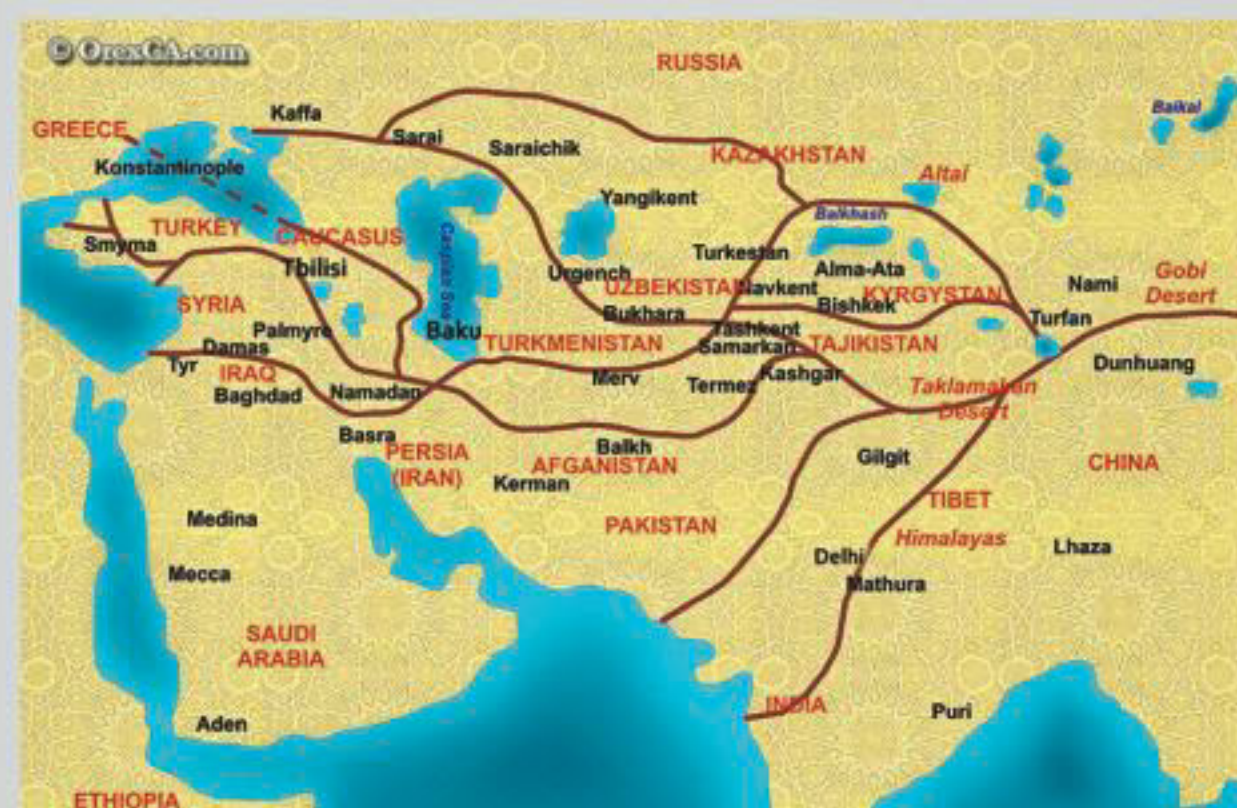 © OrexCA.com
RUSSIA
Baikal
Kaffa
GREECE
Sarai
Saraichik
KAZAKHSTAN
Konstantinople
Altai
Yangikent
Balkhash
TURKEY
CAUCASUS
Smyrna
Caspian Sea
Turkestan
Tbilisi
Urgench
Alma-Ata
Nami
Gobi
Desert
UZBEKISTAN
Navkent
KYRGYSTAN
SYRIA
Bishkek
Bukhara
Turfan
Palmyre
Baku
Tashkent
TURKMENISTAN
Samarkan
TAJIKISTAN
Damas
Tyr
IRAQ
Dunhuang
Merv
Kashgar
Termez
Taklamakan
Desert
Baghdad
Namadan
Basra
Balkh
PERSIA
(IRAN)
AFGANISTAN
Gilgit
CHINA
Kerman
TIBET
Medina
PAKISTAN
Himalayas
Lhaza
Delhi
Mecca
Mathura
SAUDI
ARABIA
INDIA
Puri
Aden
ETHIOPIA